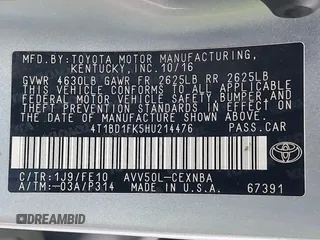 MFD.BY:TOYOTA MOTOR MANUFACTURING,
KENTUCKY,INC.10/16
GVWR 4630LB GAWR FR 2625LB RR 2625LB
THIS VEHICLE CONFORMS TO ALL APPLICABLE
FEDERAL MOTOR VEHICLE SAFETY, BUMPER, AND
THEFT PREVENTION STANDARDS IN EFFECT ON
THE DATE OF MANUFACTURE SHOWN ABOVE.
4T1BD1FK5HU214476 PASS.CAR
C/TR:1J9/FE10 AVV50L-CEXNBA
A/TM:-03A/P314 MADE IN U.S.A.
TOYOTA
67391
DREAMBID